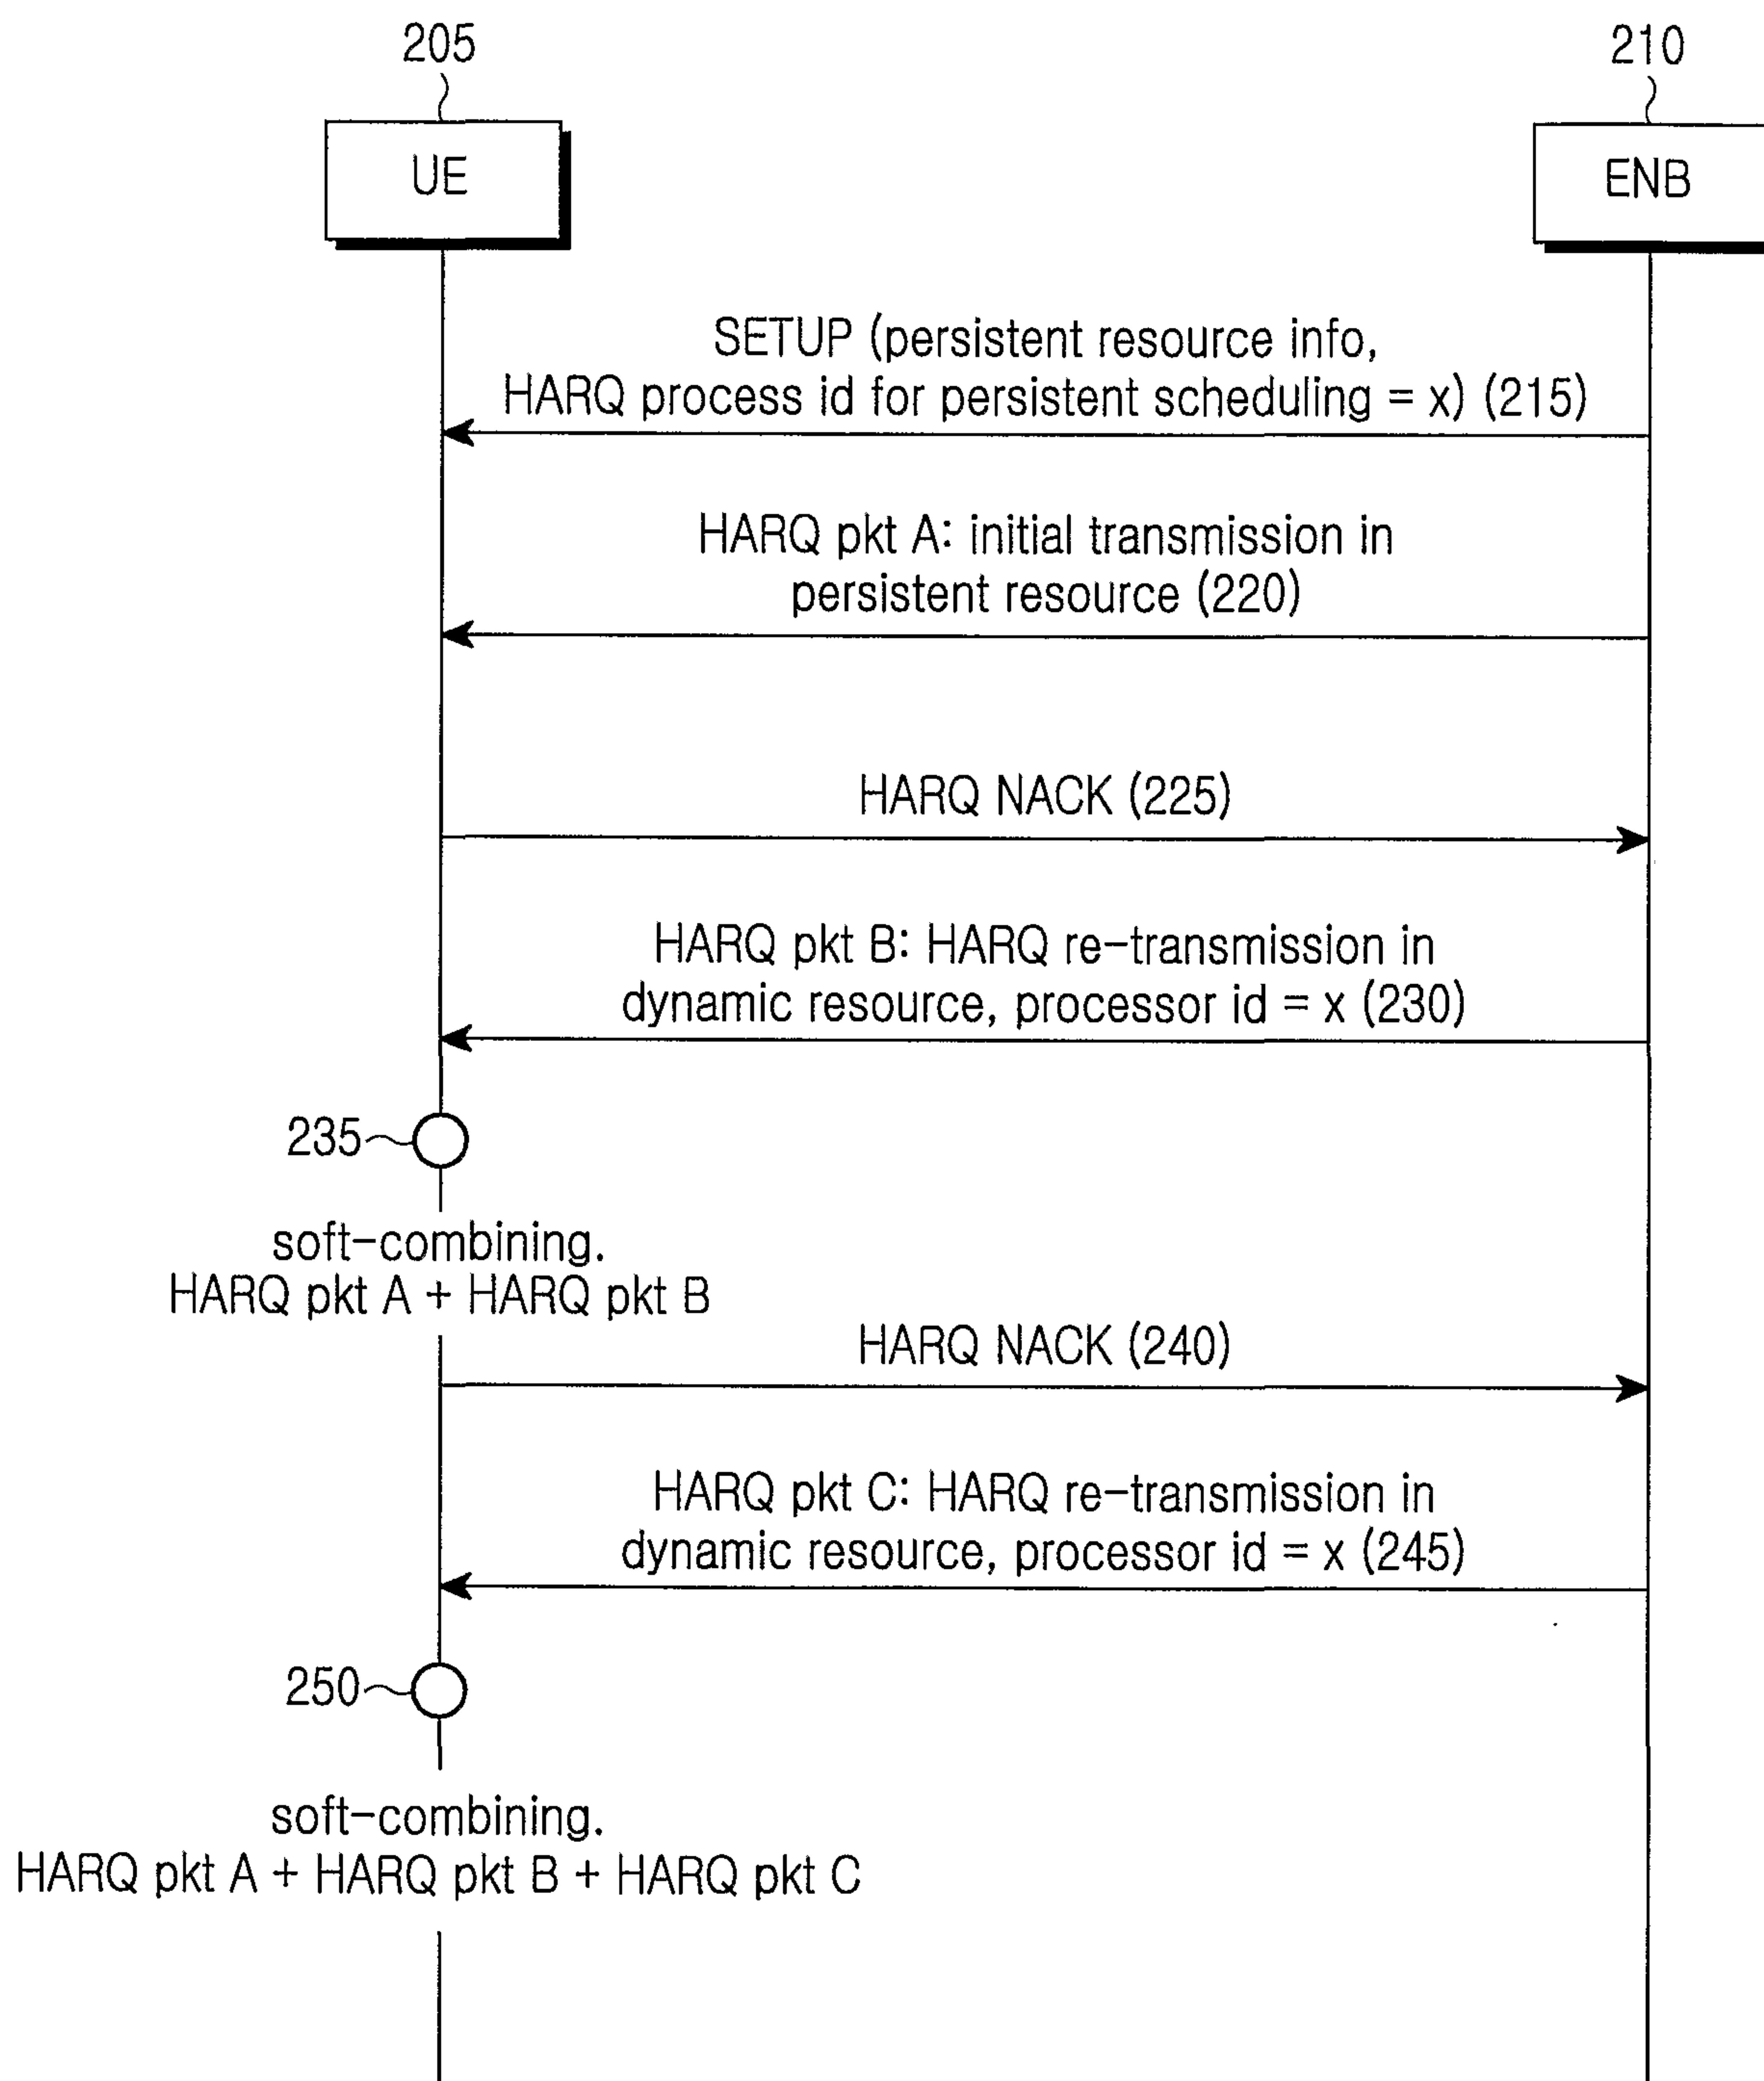 205
210
UE
ENB
SETUP (persistent resource info,
HARQ process id for persistent scheduling = x) (215)
HARQ pkt A: initial transmission in
persistent resource (220)
HARQ NACK (225)
HARQ pkt B: HARQ re-transmission in
dynamic resource, processor id = x (230)
235
soft-combining.
HARQ pkt A + HARQ pkt B
HARQ NACK (240)
HARQ pkt C: HARQ re-transmission in
dynamic resource, processor id = x (245)
250
soft-combining.
HARQ pkt A + HARQ pkt B + HARQ pkt C